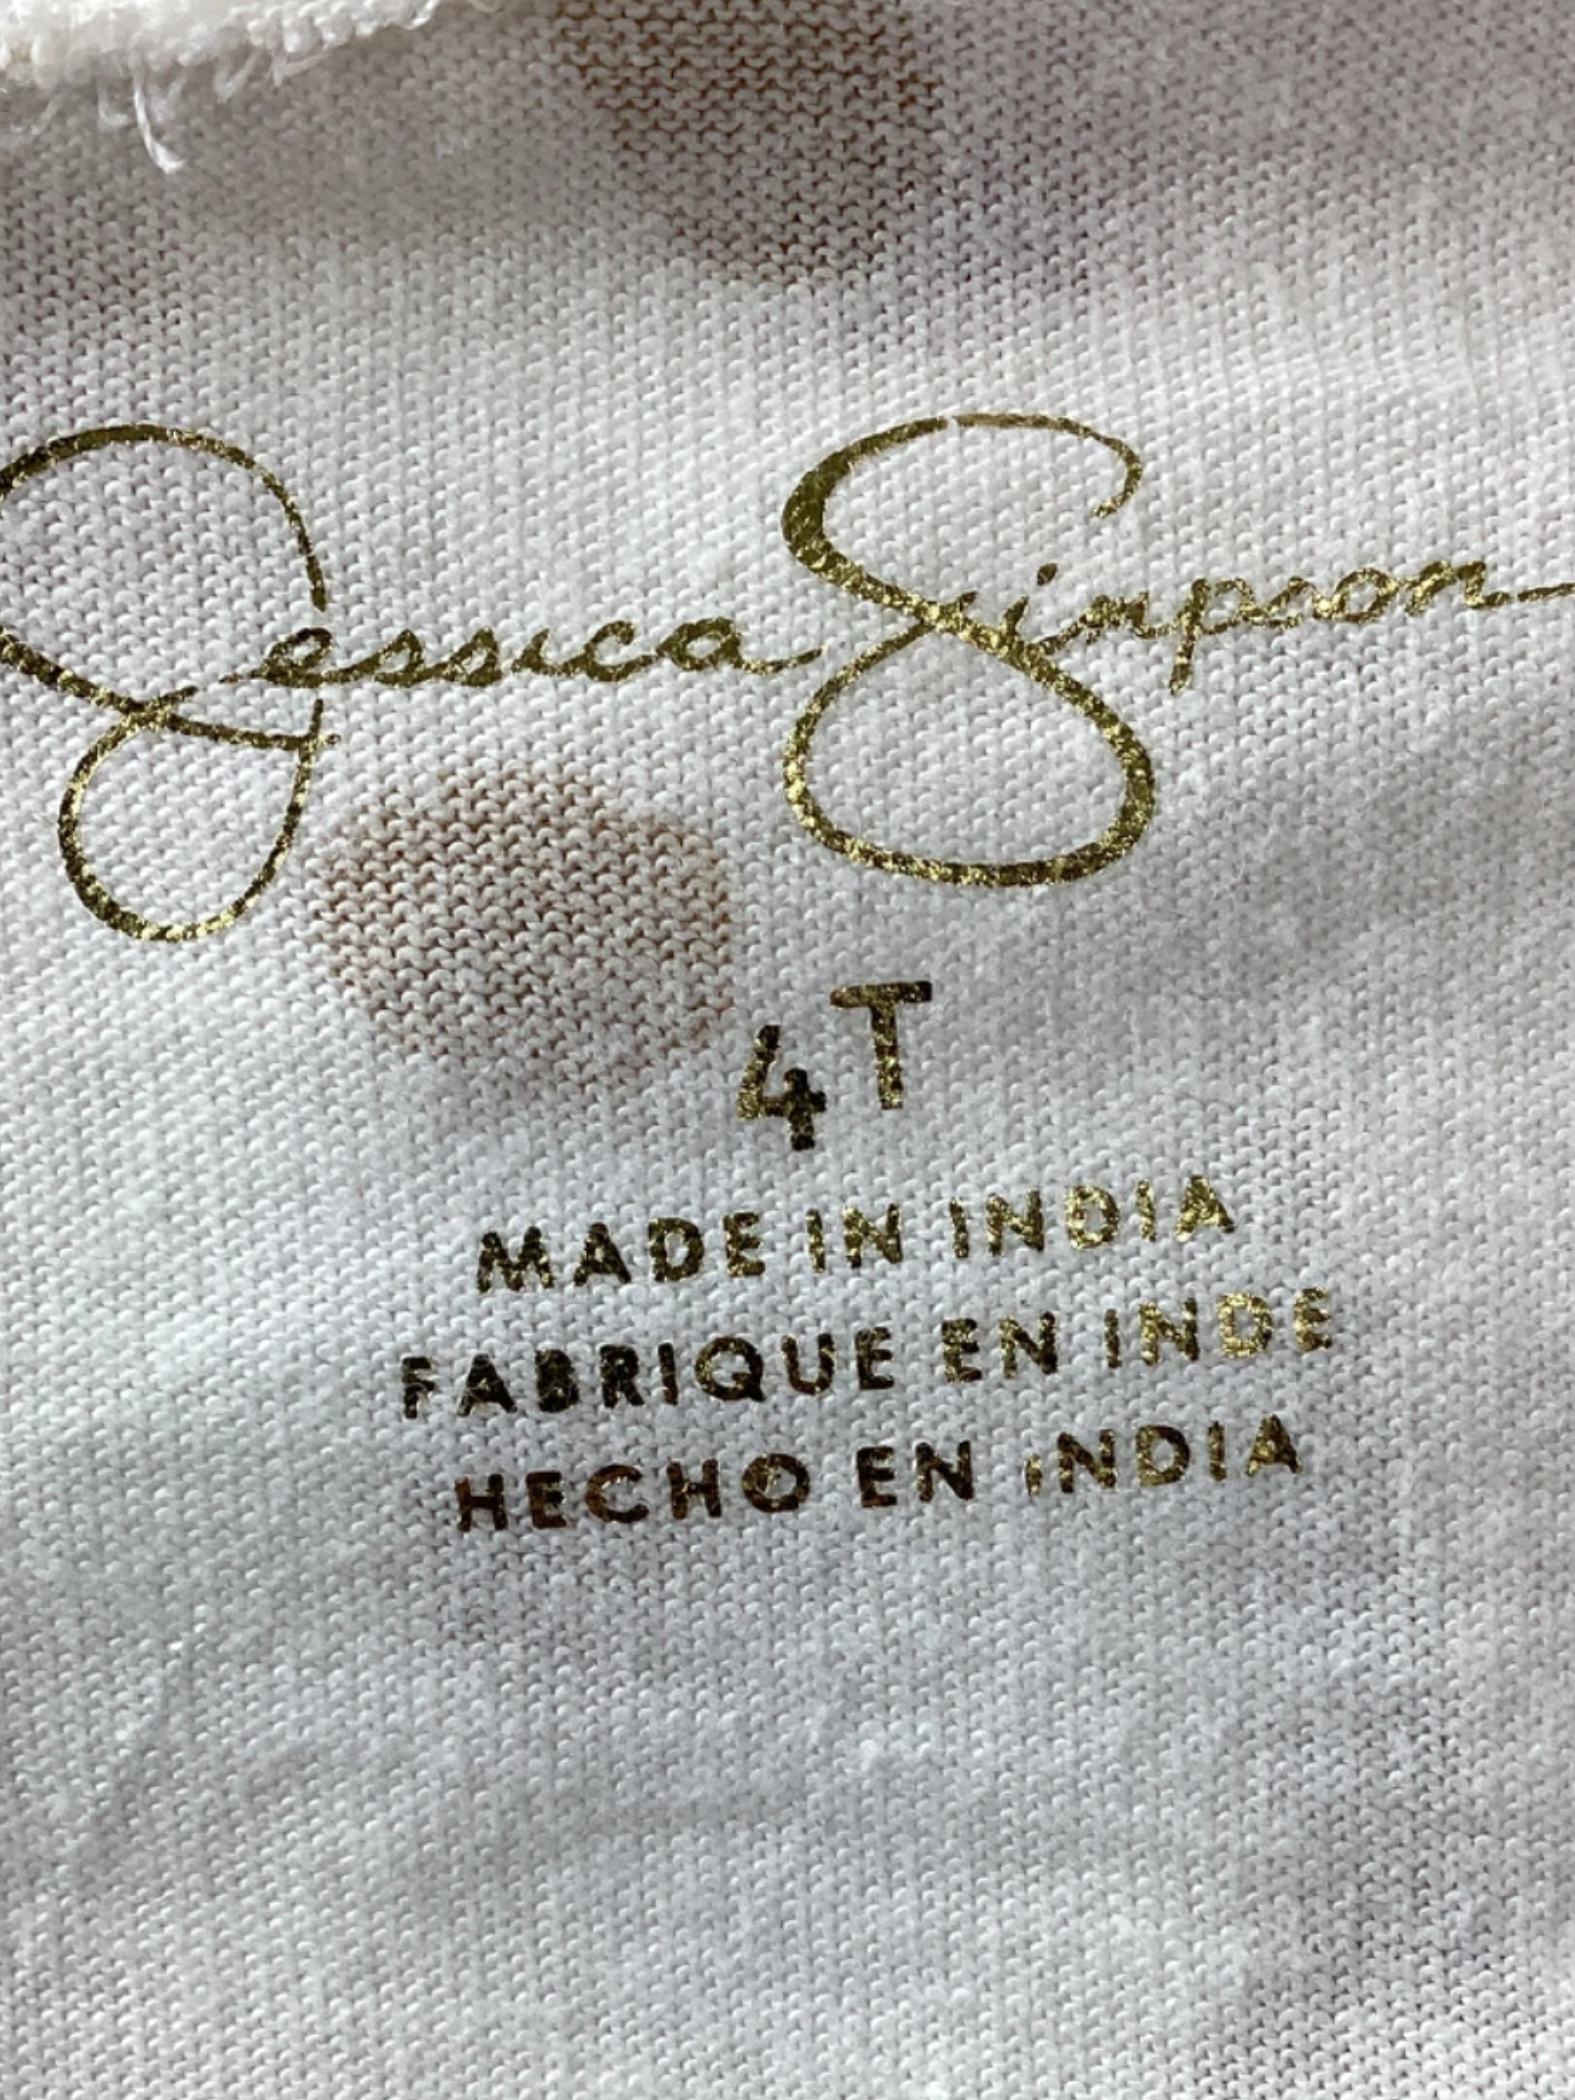 Jessica Simpson
4T
MADE IN INDIA
FABRIQUE EN INDE
HECHO EN INDIA